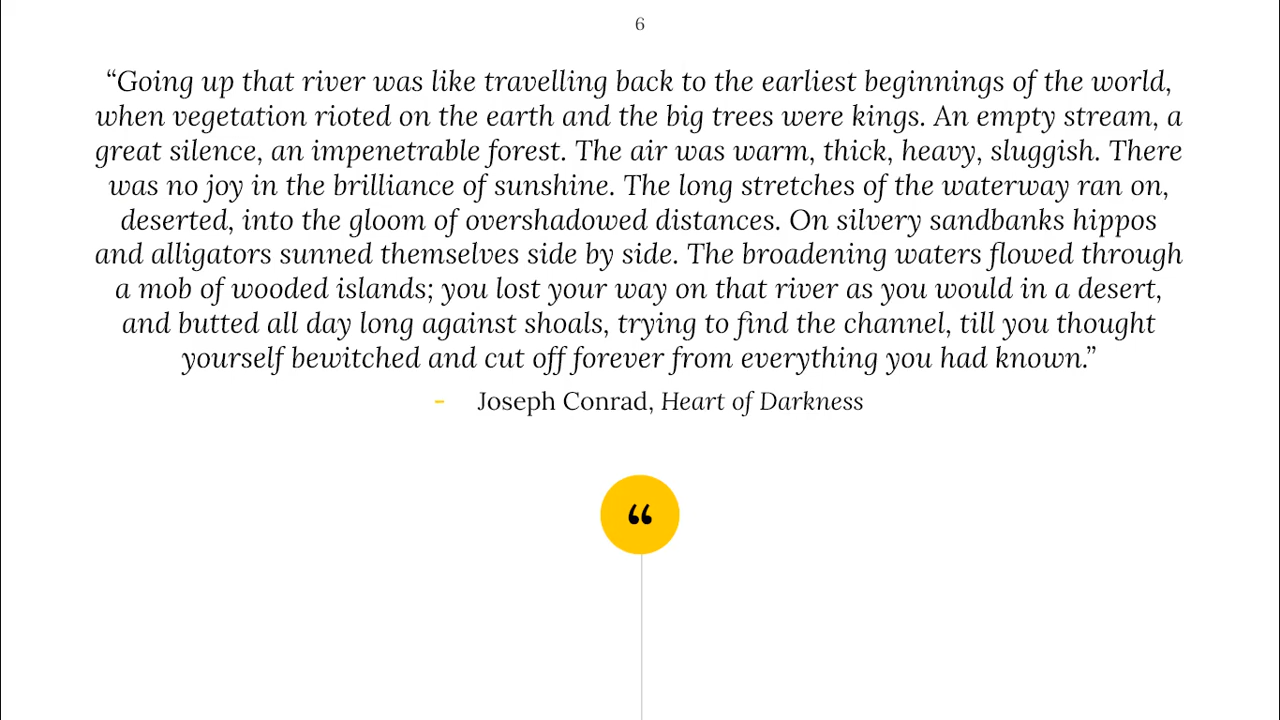 6
“Going up that river was like travelling back to the earliest beginnings of the world,
when vegetation rioted on the earth and the big trees were kings. An empty stream, a
great silence, an impenetrable forest. The air was warm, thick, heavy, sluggish. There
was no joy in the brilliance of sunshine. The long stretches of the waterway ran on,
deserted, into the gloom of overshadowed distances. On silvery sandbanks hippos
and alligators sunned themselves side by side. The broadening waters flowed through
a mob of wooded islands; you lost your way on that river as you would in a desert,
and butted all day long against shoals, trying to find the channel, till you thought
yourself bewitched and cut off forever from everything you had known.”
- Joseph Conrad, Heart of Darkness
“